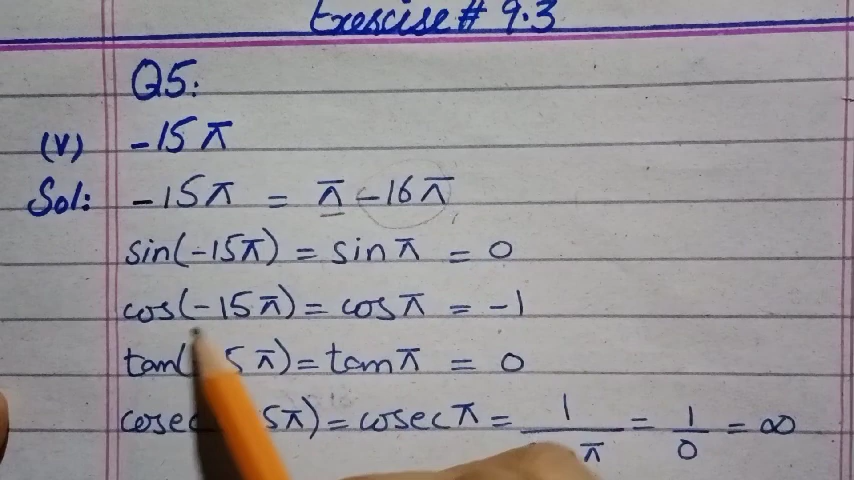 Exercise # 9.3
Q5:
(V) -15π
Sol: -15π = π -16π
sin(-15π) = sinπ = 0
cos(-15π) = cosπ = -1
tan( 5π) = tanπ = 0
cosec 5π) = cosecπ = 1/ π = 1/0 = ∞